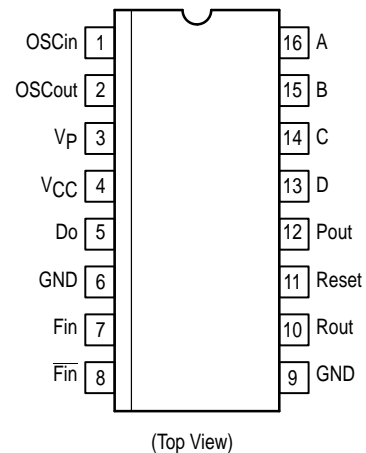 OSCin 1 16 A
OSCout 2 15 B
VP 3 14 C
VCC 4 13 D
Do 5 12 Pout
GND 6 11 Reset
Fin 7 10 Rout
F̅i̅n̅ 8 9 GND
(Top View)